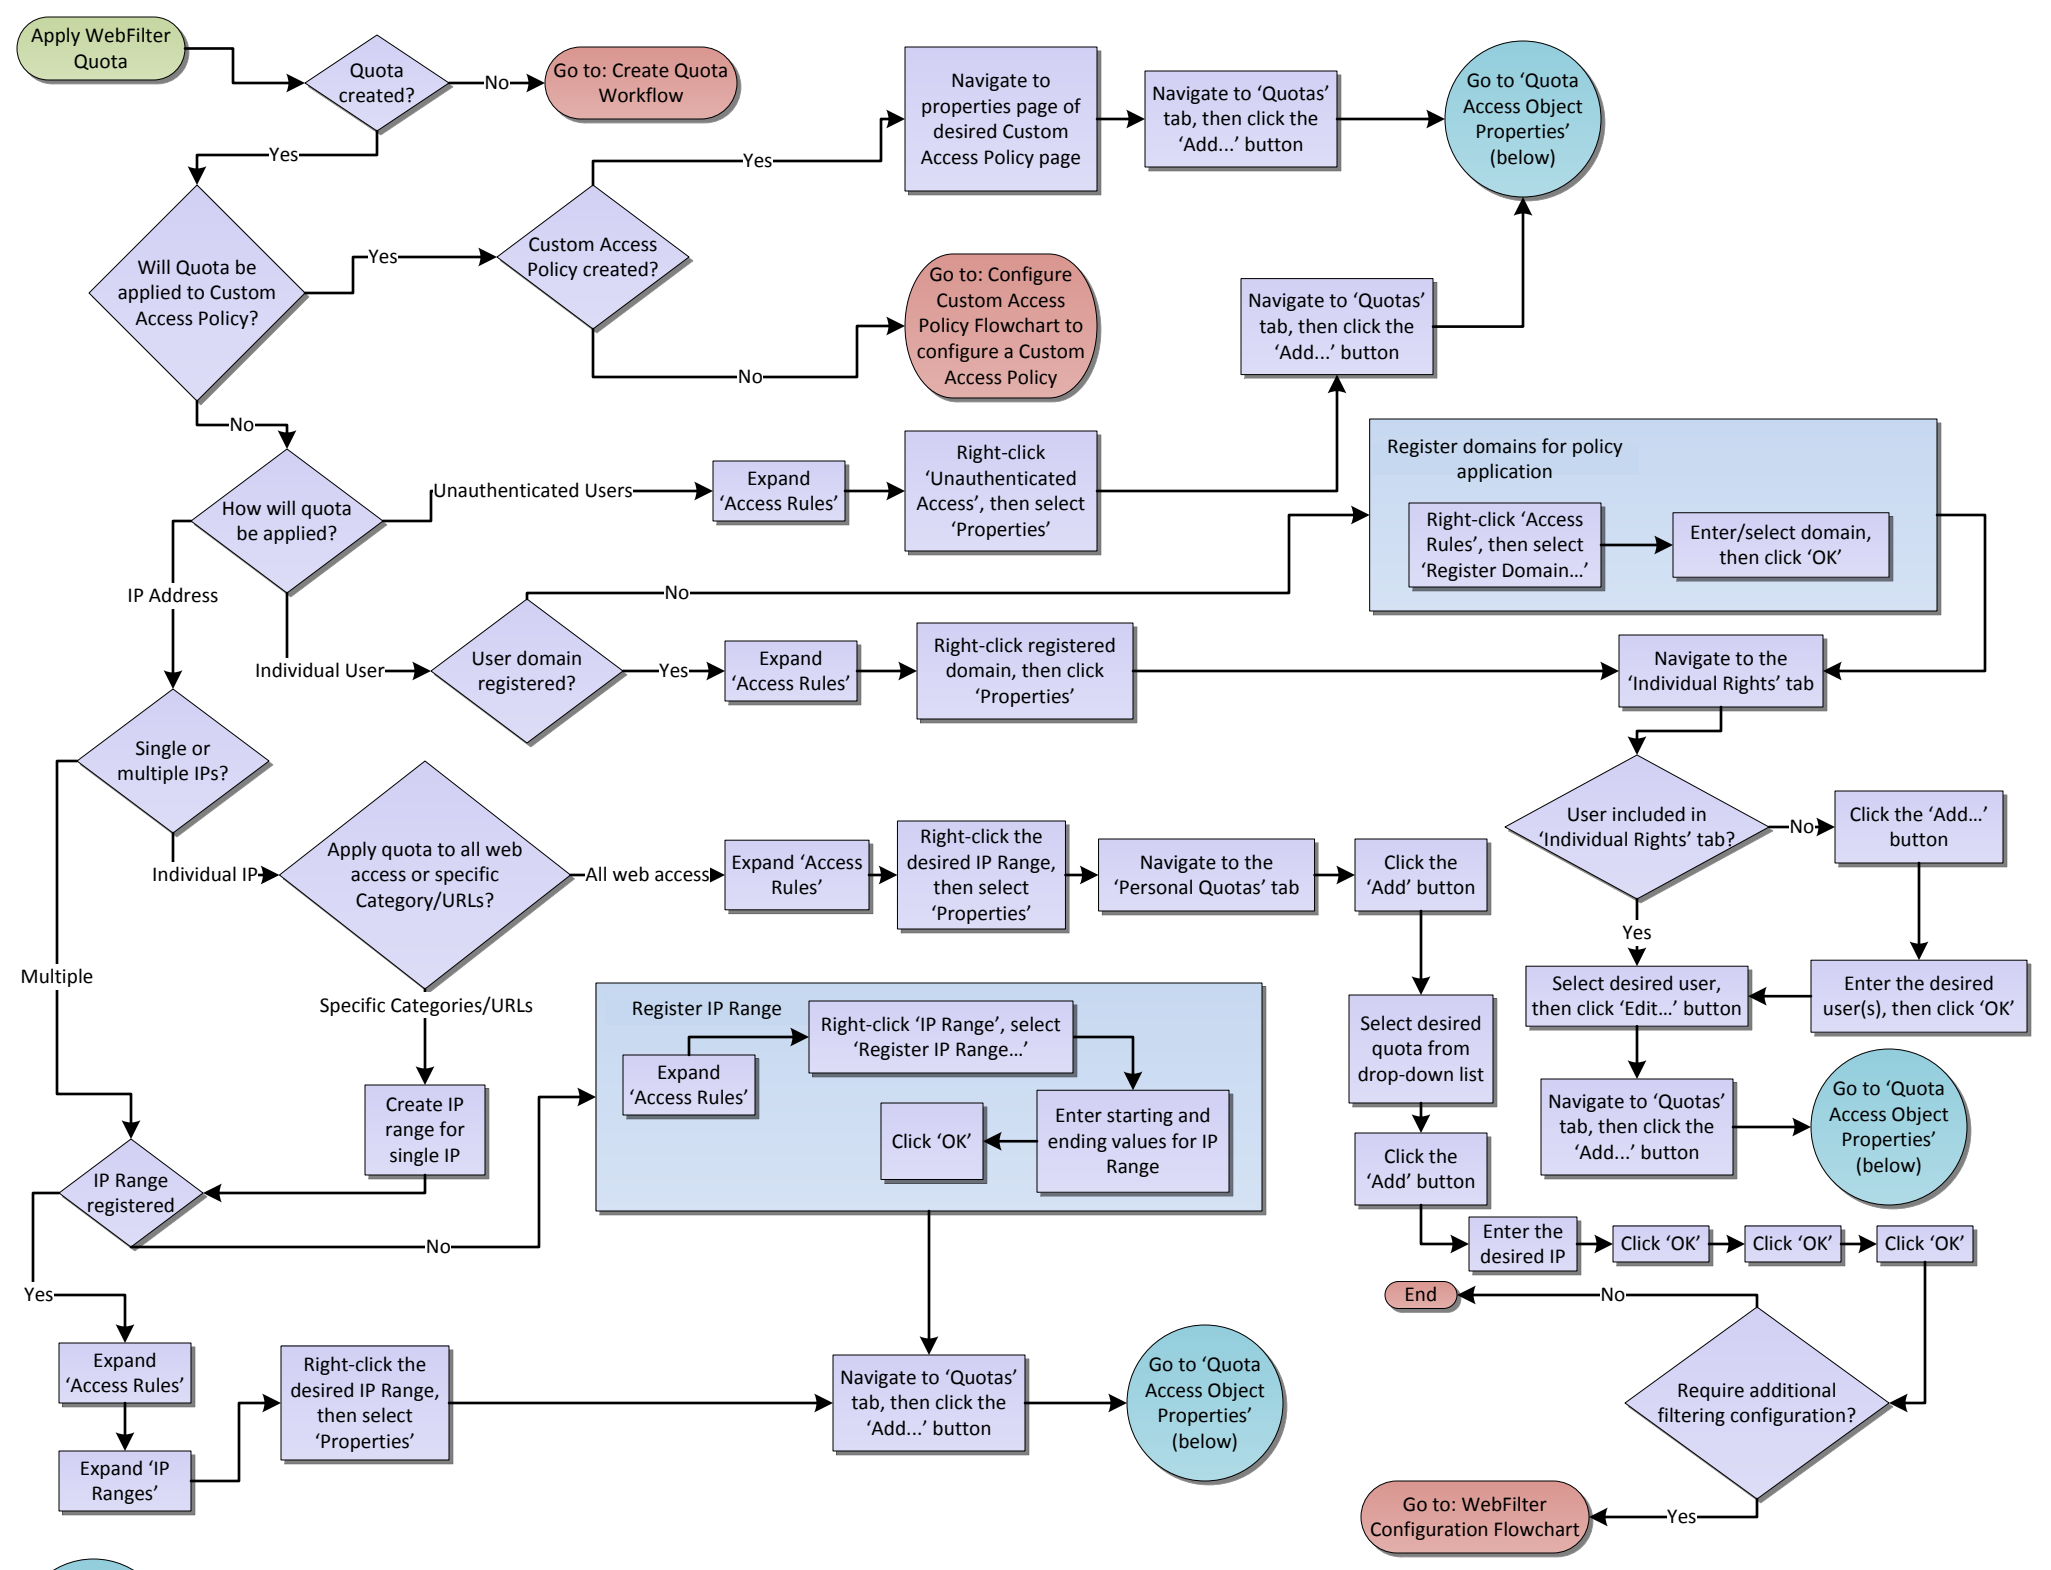 Apply WebFilter
Quota
Quota
created?
No
Go to: Create Quota
Workflow
Yes
Navigate to
properties page of
desired Custom
Access Policy page
Navigate to ‘Quotas’
tab, then click the
‘Add...’ button
Go to ‘Quota
Access Object
Properties’
(below)
Yes
Will Quota be
applied to Custom
Access Policy?
Yes
Custom Access
Policy created?
No
Go to: Configure
Custom Access
Policy Flowchart to
configure a Custom
Access Policy
Navigate to ‘Quotas’
tab, then click the
‘Add...’ button
No
How will quota
be applied?
Unauthenticated Users
Expand
‘Access Rules’
Right-click
‘Unauthenticated
Access’, then select
‘Properties’
Register domains for policy
application
Right-click ‘Access
Rules’, then select
‘Register Domain...’
Enter/select domain,
then click ‘OK’
IP Address
No
Individual User
User domain
registered?
Yes
Expand
‘Access Rules’
Right-click registered
domain, then click
‘Properties’
Navigate to the
‘Individual Rights’ tab
Single or
multiple IPs?
User included in
‘Individual Rights’ tab?
No
Click the ‘Add...’
button
Individual IP
Apply quota to all web
access or specific
Category/URLs?
All web access
Expand ‘Access
Rules’
Right-click the
desired IP Range,
then select
‘Properties’
Navigate to the
‘Personal Quotas’ tab
Click the
‘Add’ button
Yes
Multiple
Specific Categories/URLs
Register IP Range
Expand
‘Access Rules’
Right-click ‘IP Range’, select
‘Register IP Range...’
Enter starting and
ending values for IP
Range
Click ‘OK’
Select desired
quota from
drop-down list
Select desired user,
then click ‘Edit...’ button
Enter the desired
user(s), then click ‘OK’
Create IP
range for
single IP
Click the
‘Add’ button
Navigate to ‘Quotas’
tab, then click the
‘Add...’ button
Go to ‘Quota
Access Object
Properties’
(below)
IP Range
registered
No
Enter the
desired IP
Click ‘OK’
Click ‘OK’
Click ‘OK’
Yes
End
No
Expand
‘Access Rules’
Right-click the
desired IP Range,
then select
‘Properties’
Navigate to ‘Quotas’
tab, then click the
‘Add...’ button
Go to ‘Quota
Access Object
Properties’
(below)
Require additional
filtering configuration?
Expand ‘IP
Ranges’
Go to: WebFilter
Configuration Flowchart
Yes